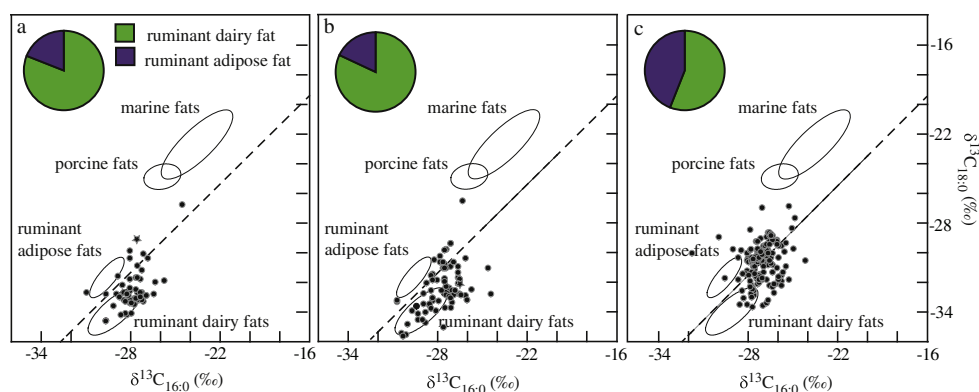 a
ruminant dairy fat
ruminant adipose fat
marine fats
porcine fats
ruminant
adipose fats
ruminant dairy fats
-34
-28
-22
-16
δ¹³C₁₆:₀ (‰)
b
marine fats
porcine fats
ruminant
adipose fats
ruminant dairy fats
-34
-28
-22
-16
δ¹³C₁₆:₀ (‰)
c
marine fats
porcine fats
ruminant
adipose fats
ruminant dairy fats
-34
-28
-22
-16
δ¹³C₁₆:₀ (‰)
-16
-22
-28
-34
δ¹³C₁₈:₀ (‰)